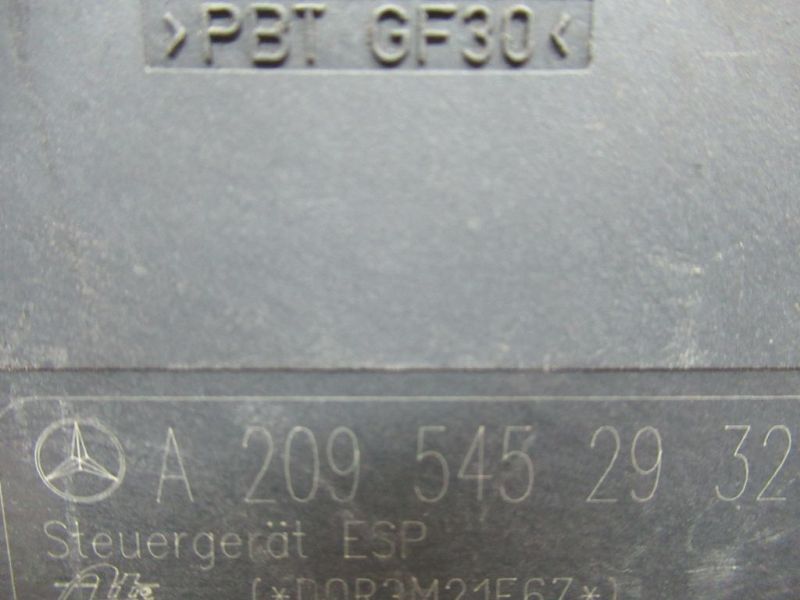 >PBT GF30<
A 209 545 29 32
Steuergerät ESP